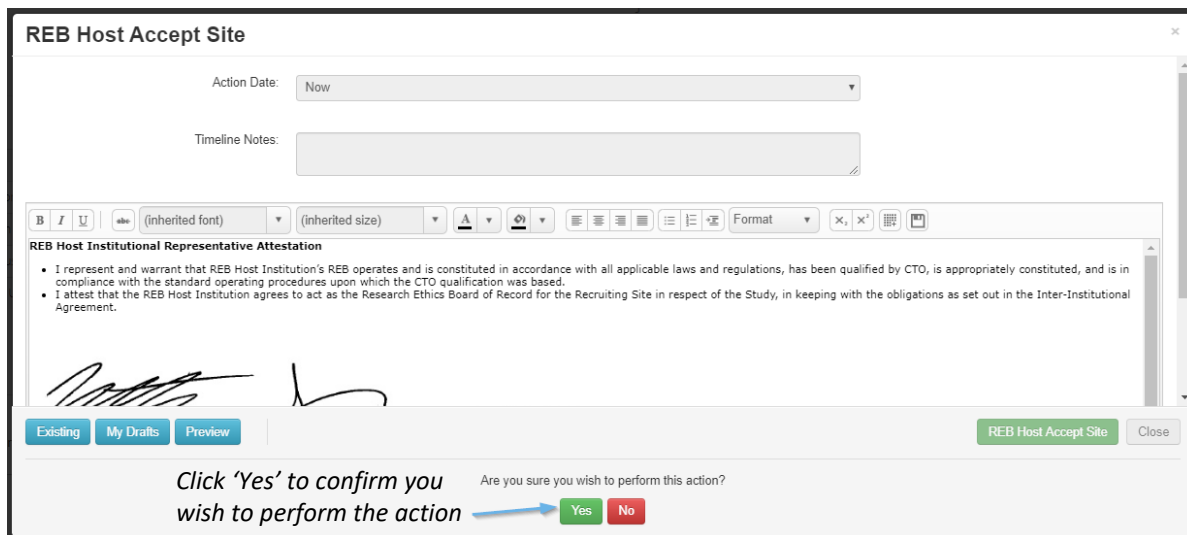 REB Host Accept Site
×
Action Date:
Now
Timeline Notes:
B I U abc (inherited font) (inherited size) A Format ×, ×²
REB Host Institutional Representative Attestation
• I represent and warrant that REB Host Institution’s REB operates and is constituted in accordance with all applicable laws and regulations, has been qualified by CTO, is appropriately constituted, and is in
compliance with the standard operating procedures upon which the CTO qualification was based.
• I attest that the REB Host Institution agrees to act as the Research Ethics Board of Record for the Recruiting Site in respect of the Study, in keeping with the obligations as set out in the Inter-Institutional
Agreement.
Existing My Drafts Preview REB Host Accept Site Close
Click ‘Yes’ to confirm you
wish to perform the action
Are you sure you wish to perform this action?
Yes No